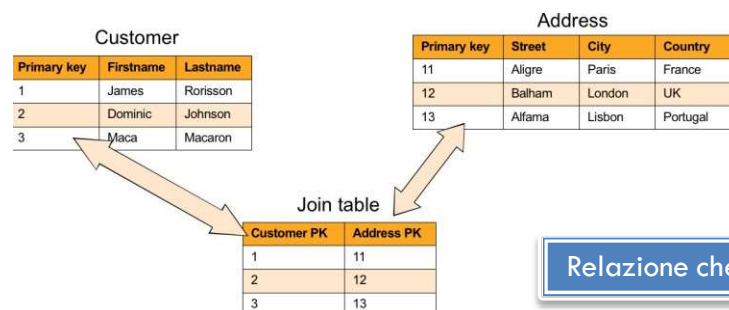 Customer
Primary key Firstname Lastname
1 James Rorisson
2 Dominic Johnson
3 Maca Macaron
Address
Primary key Street City Country
11 Aligre Paris France
12 Balham London UK
13 Alfama Lisbon Portugal
Join table
Customer PK Address PK
1 11
2 12
3 13
Relazione che